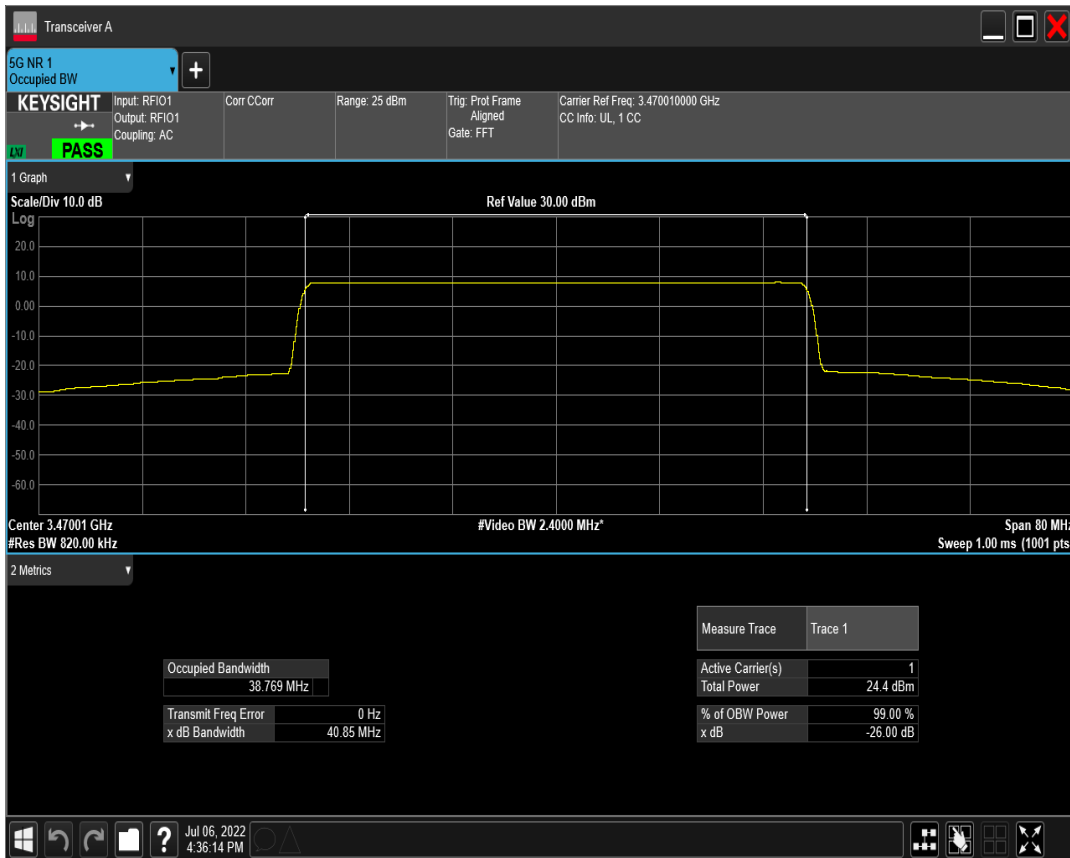 Transceiver A
5G NR 1
Occupied BW
+
KEYSIGHT
LXI
PASS
Input: RFIO1
Output: RFIO1
Coupling: AC
Corr CCorr
Range: 25 dBm
Trig: Prot Frame
Aligned
Gate: FFT
Carrier Ref Freq: 3.470010000 GHz
CC Info: UL, 1 CC
1 Graph
Scale/Div 10.0 dB
Ref Value 30.00 dBm
Log
20.0
10.0
0.00
-10.0
-20.0
-30.0
-40.0
-50.0
-60.0
Center 3.47001 GHz
#Video BW 2.4000 MHz*
Span 80 MHz
#Res BW 820.00 kHz
Sweep 1.00 ms (1001 pts
2 Metrics
Measure Trace Trace 1
Occupied Bandwidth
38.769 MHz
Active Carrier(s) 1
Total Power 24.4 dBm
Transmit Freq Error 0 Hz
x dB Bandwidth 40.85 MHz
% of OBW Power 99.00 %
x dB -26.00 dB
?
Jul 06, 2022
4:36:14 PM